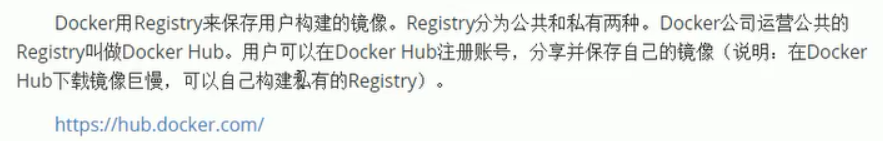 Docker用Registry来保存用户构建的镜像。Registry分为公共和私有两种。Docker公司运营公共的
Registry叫做Docker Hub。用户可以在Docker Hub注册账号，分享并保存自己的镜像（说明：在Docker
Hub下载镜像巨慢，可以自己构建私有的Registry）。
https://hub.docker.com/